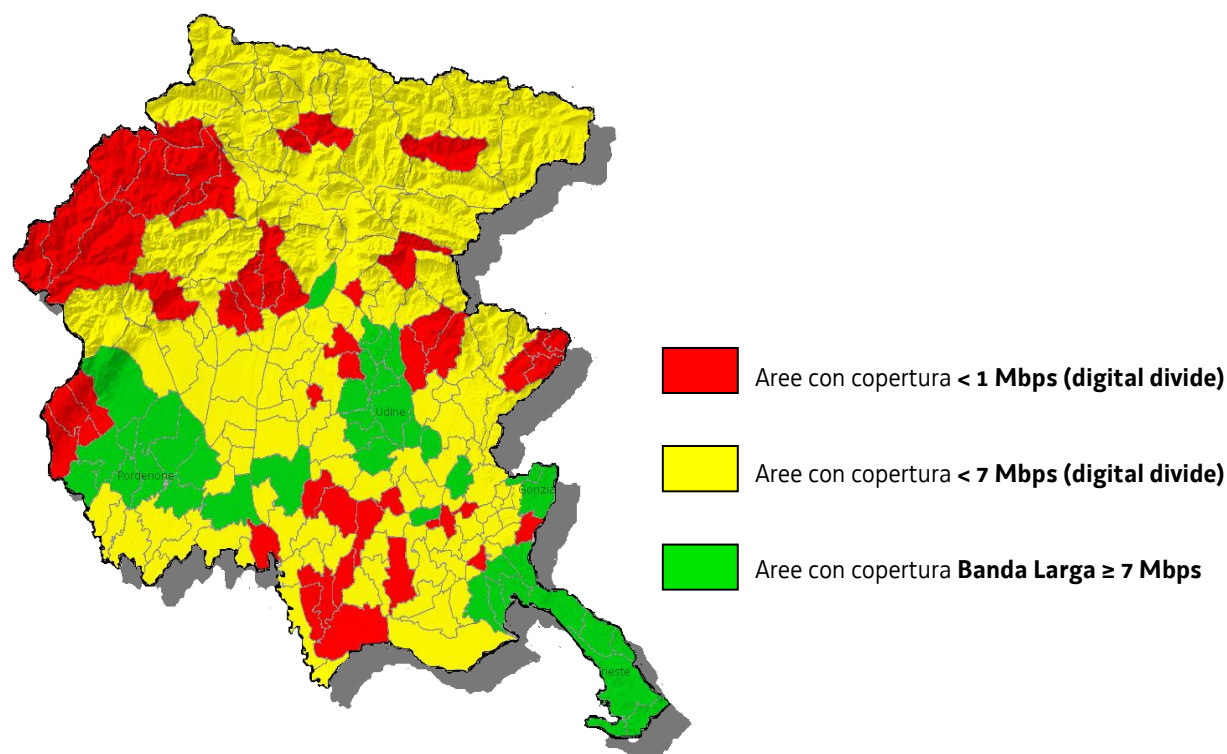 Udine
Pordenone
Gorizia
rieste
Aree con copertura < 1 Mbps (digital divide)
Aree con copertura < 7 Mbps (digital divide)
Aree con copertura Banda Larga ≥ 7 Mbps